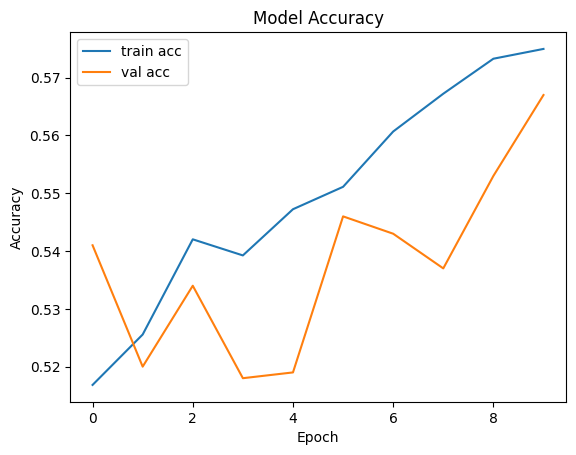 Model Accuracy
train acc
val acc
Accuracy
0.57
0.56
0.55
0.54
0.53
0.52
0 2 4 6 8
Epoch